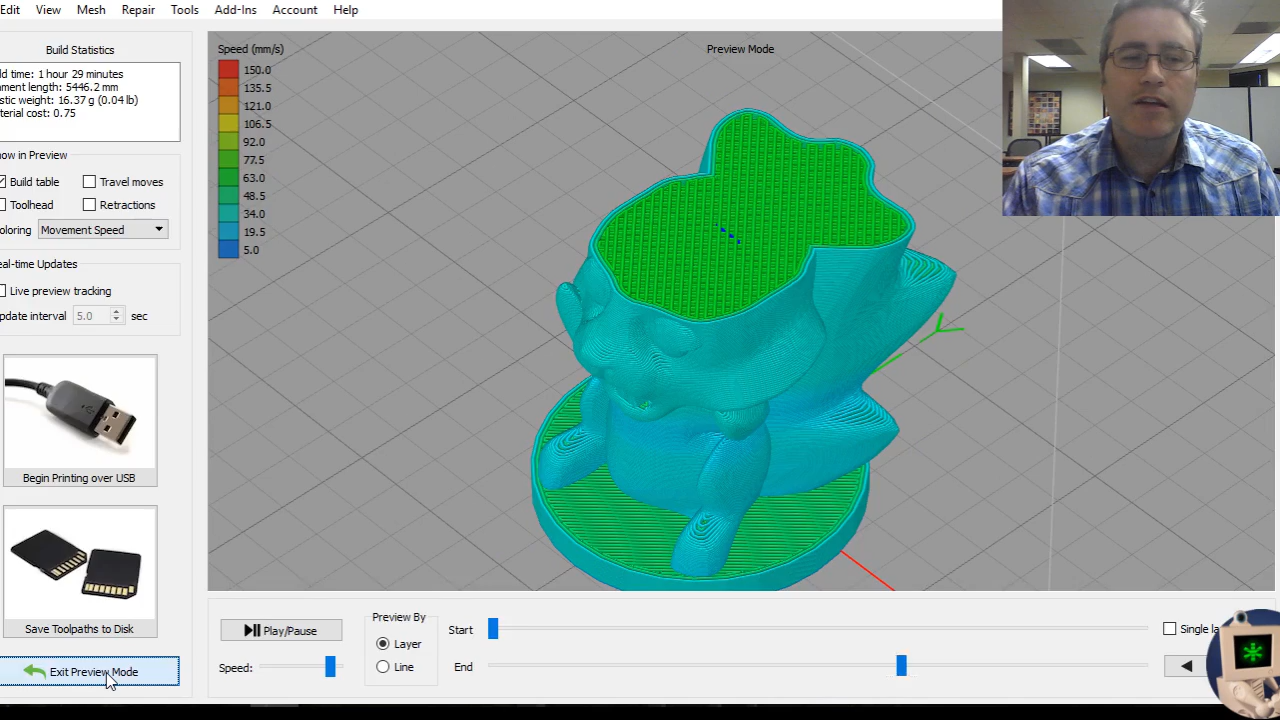 Edit View Mesh Repair Tools Add-Ins Account Help
Build Statistics
ld time: 1 hour 29 minutes
ment length: 5446.2 mm
stic weight: 16.37 g (0.04 lb)
terial cost: 0.75
ow in Preview
Build table
Travel moves
Toolhead
Retractions
oloring Movement Speed
eal-time Updates
Live preview tracking
pdate interval 5.0 sec
Begin Printing over USB
Save Toolpaths to Disk
Exit Preview Mode
Speed (mm/s)
150.0
135.5
121.0
106.5
92.0
77.5
63.0
48.5
34.0
19.5
5.0
Preview Mode
Play/Pause
Speed:
Preview By
Layer
Line
Start
End
Single la